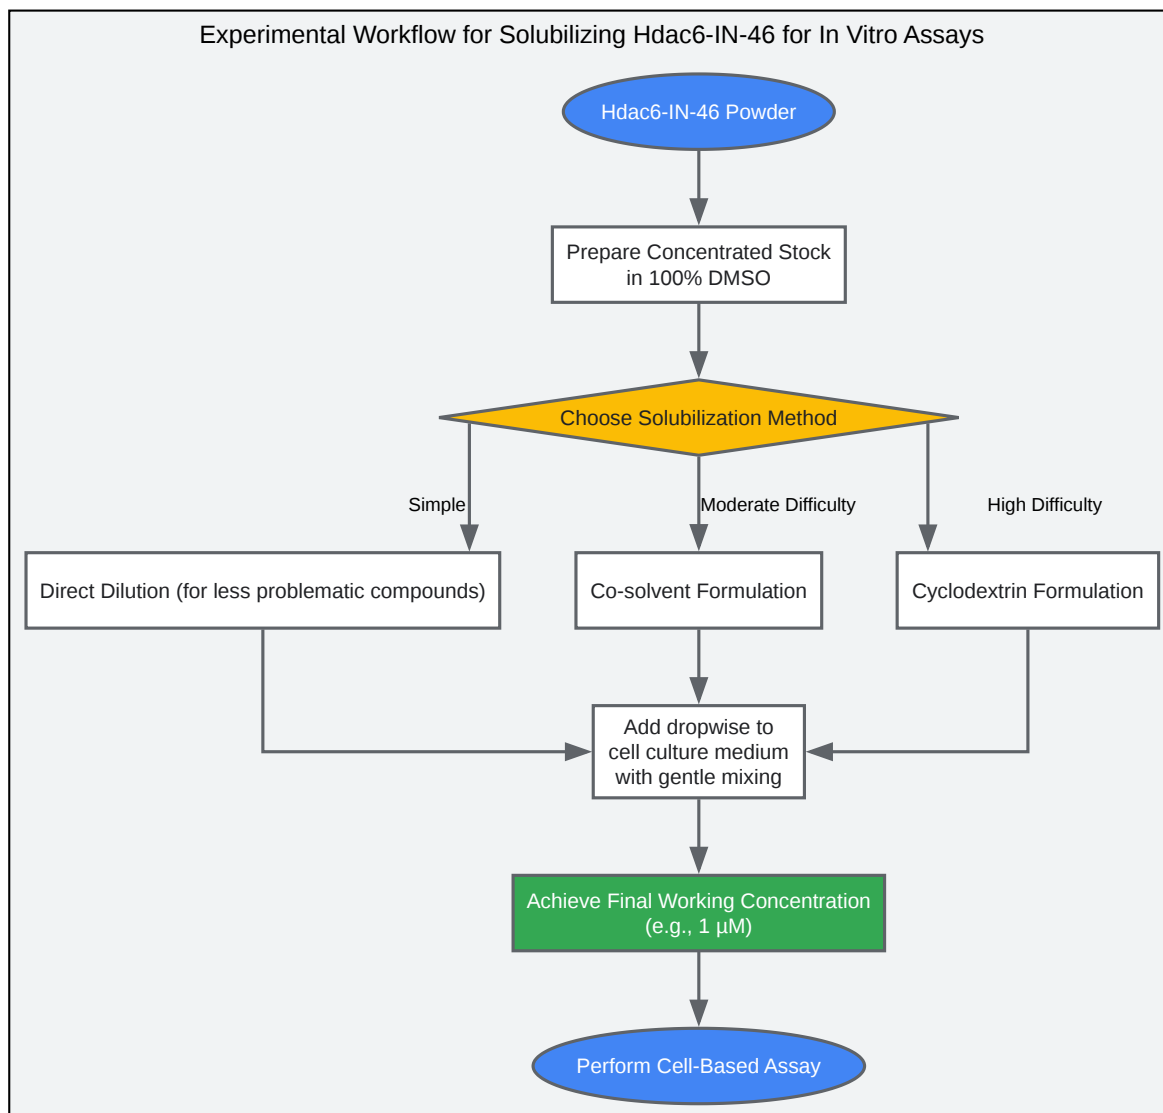 Experimental Workflow for Solubilizing Hdac6-IN-46 for In Vitro Assays
Hdac6-IN-46 Powder
Prepare Concentrated Stock
in 100% DMSO
Choose Solubilization Method
Simple
Moderate Difficulty
High Difficulty
Direct Dilution (for less problematic compounds)
Co-solvent Formulation
Cyclodextrin Formulation
Add dropwise to
cell culture medium
with gentle mixing
Achieve Final Working Concentration
(e.g., 1 µM)
Perform Cell-Based Assay